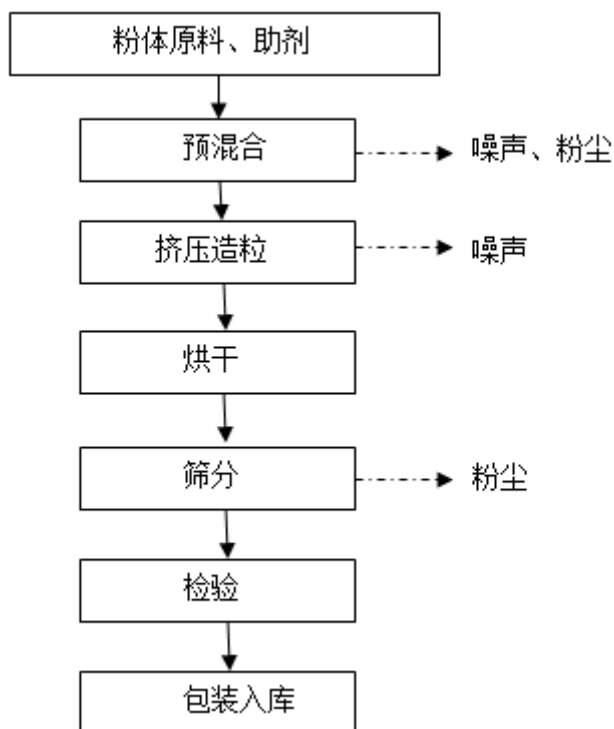 粉体原料、助剂
预混合
噪声、粉尘
挤压造粒
噪声
烘干
筛分
粉尘
检验
包装入库